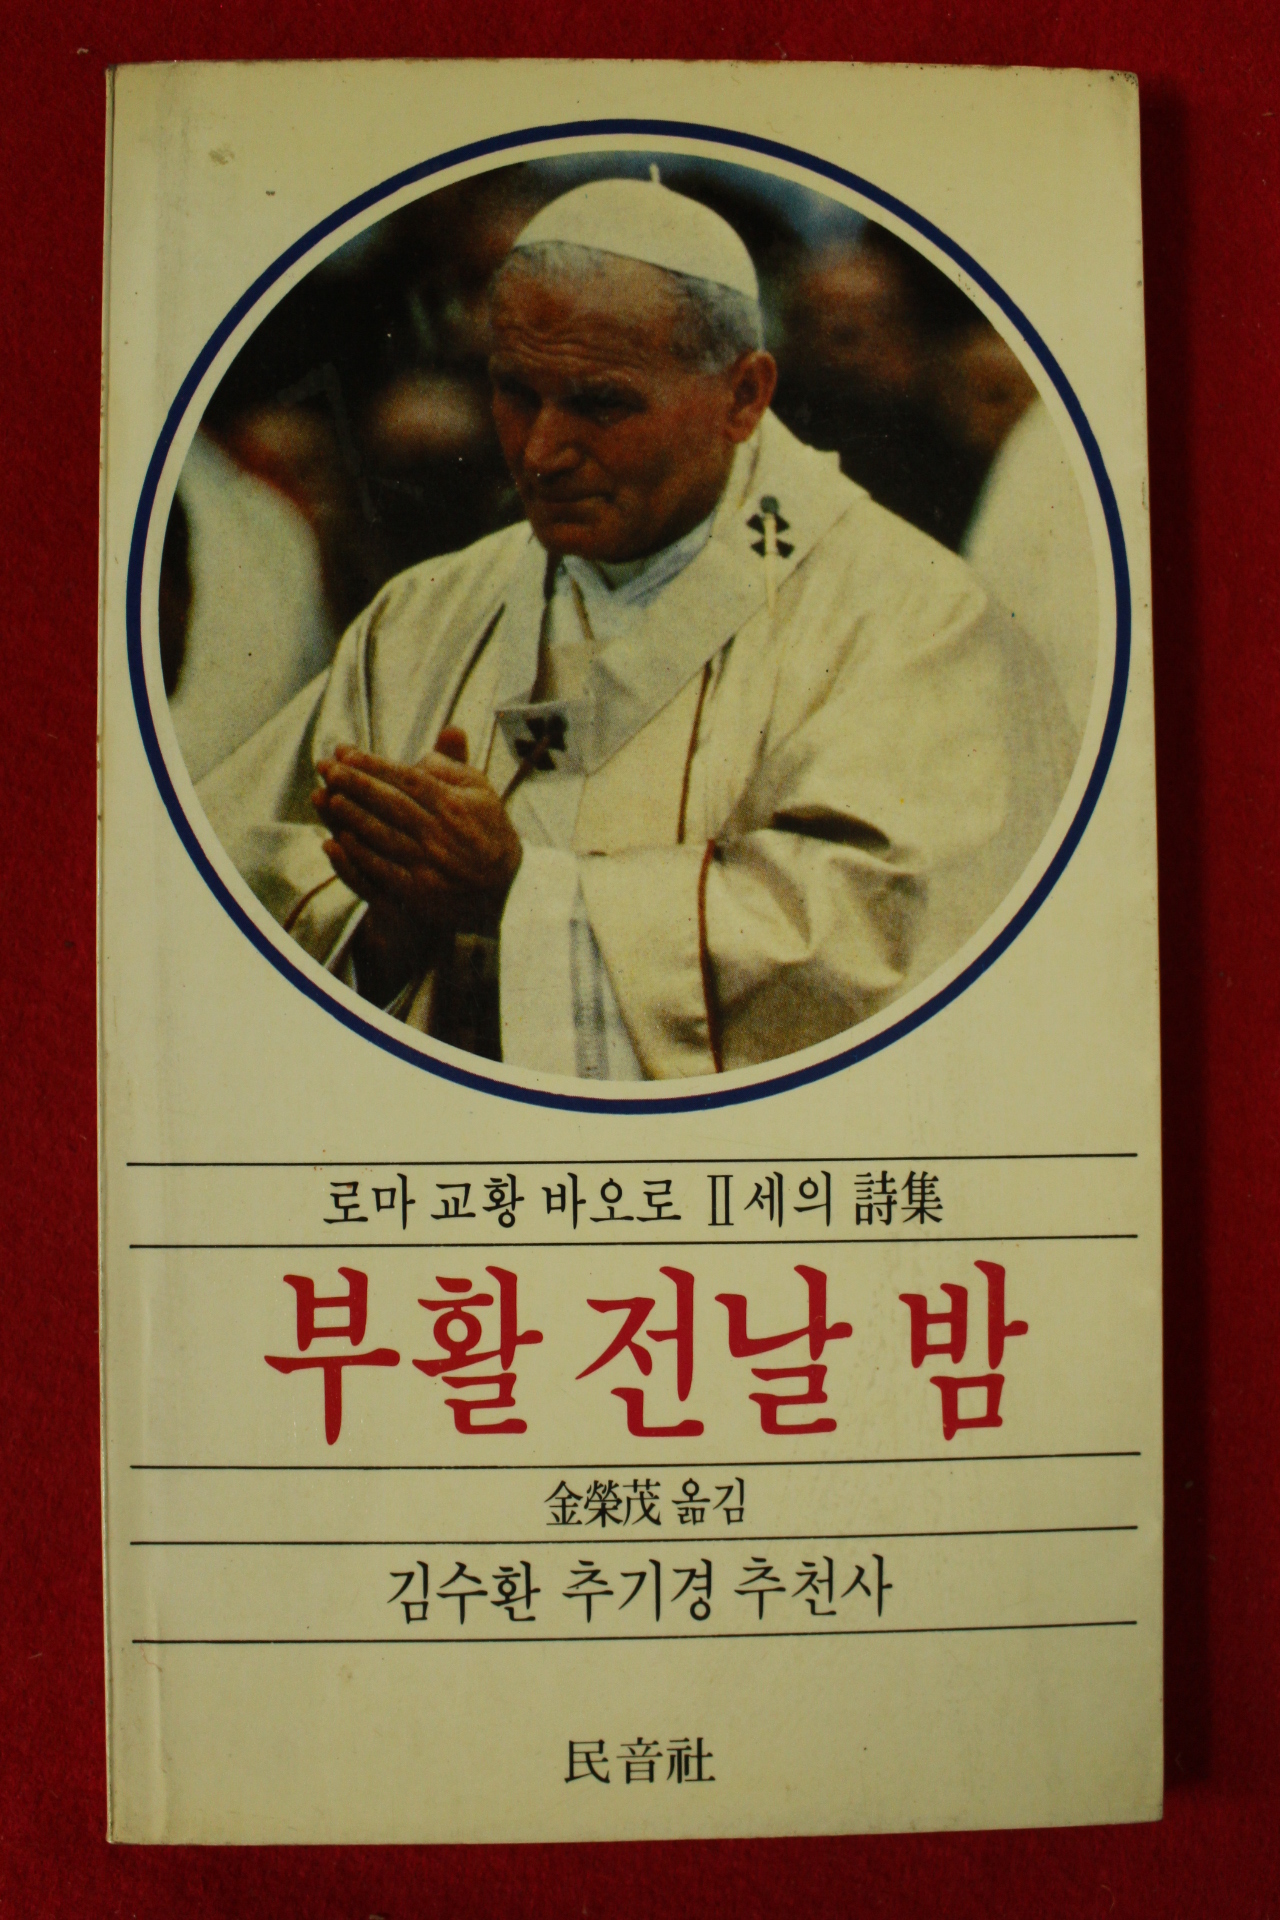 로마 교황 바오로 Ⅱ세의 詩集
부활 전날 밤
金榮茂 옮김
김수환 추기경 추천사
民音社